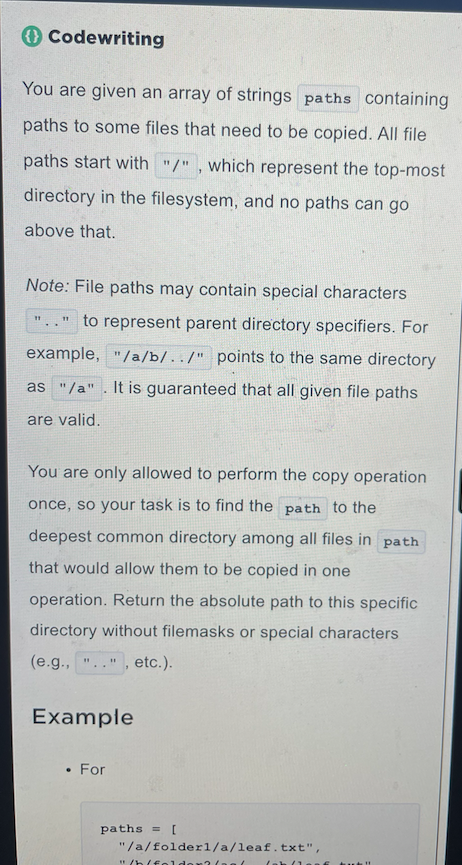 {} Codewriting
You are given an array of strings paths containing
paths to some files that need to be copied. All file
paths start with "/" , which represent the top-most
directory in the filesystem, and no paths can go
above that.
Note: File paths may contain special characters
".." to represent parent directory specifiers. For
example, "/a/b/../" points to the same directory
as "/a" . It is guaranteed that all given file paths
are valid.
You are only allowed to perform the copy operation
once, so your task is to find the path to the
deepest common directory among all files in path
that would allow them to be copied in one
operation. Return the absolute path to this specific
directory without filemasks or special characters
(e.g., ".." , etc.).
Example
• For
paths = [
"/a/folder1/a/leaf.txt",